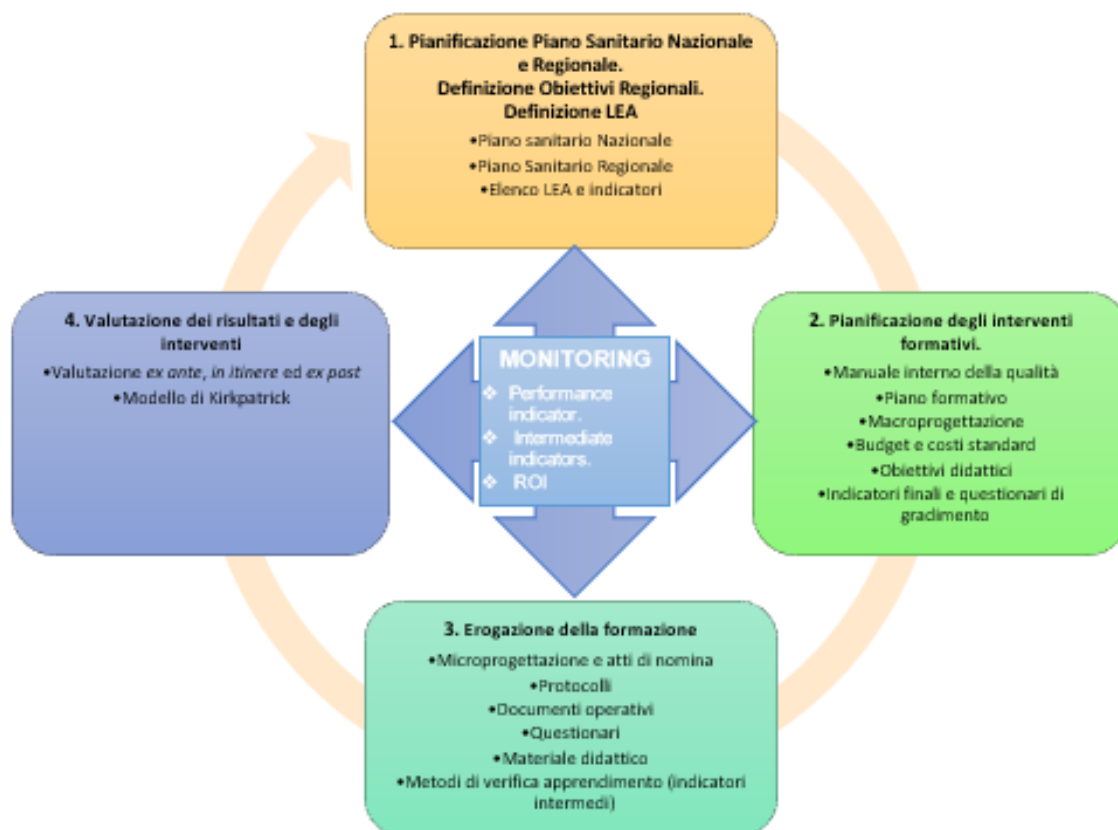 1. Pianificazione Piano Sanitario Nazionale
e Regionale.
Definizione Obiettivi Regionali.
Definizione LEA
•Piano sanitario Nazionale
•Piano Sanitario Regionale
•Elenco LEA e indicatori
4. Valutazione dei risultati e degli
interventi
•Valutazione ex ante, in itinere ed ex post
•Modello di Kirkpatrick
MONITORING
❖ Performance
indicator.
❖ Intermediate
indicators.
❖ ROI
2. Pianificazione degli interventi
formativi.
•Manuale interno della qualità
•Piano formativo
•Macroprogettazione
•Budget e costi standard
•Obiettivi didattici
•Indicatori finali e questionari di
gradimento
3. Erogazione della formazione
•Microprogettazione e atti di nomina
•Protocolli
•Documenti operativi
•Questionari
•Materiale didattico
•Metodi di verifica apprendimento (indicatori
intermedi)